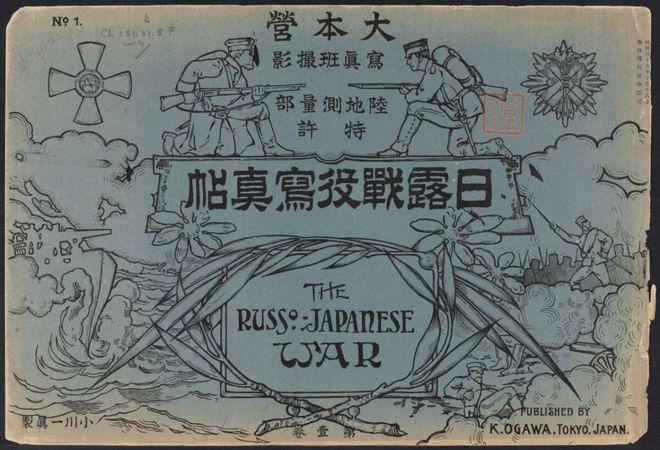 No 1.
大本營
寫眞班撮影
陸地測量部
特許
日露戰役寫真帖
THE
RUSSO-JAPANESE
WAR
第壹卷
小川一眞製
PUBLISHED BY
K. OGAWA, TOKYO, JAPAN.